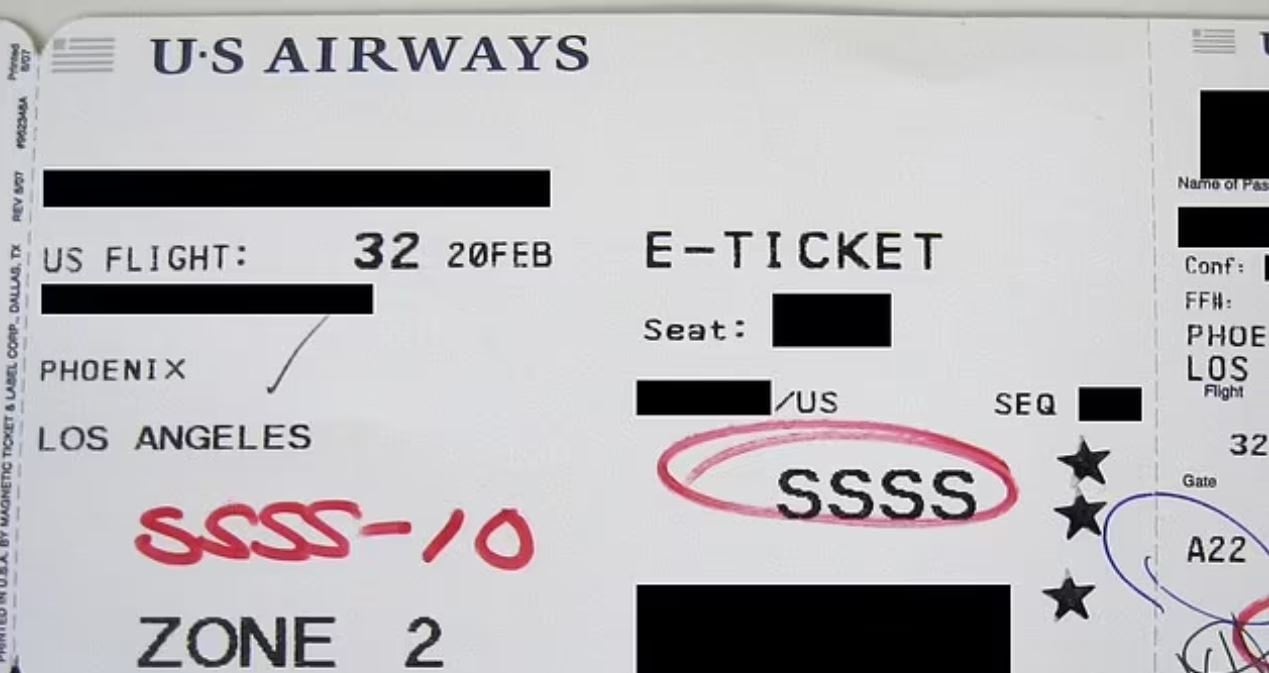 Printed 8/07
#962348A
REV 8/07
PRINTED IN U.S.A. BY MAGNETIC TICKET & LABEL CORP., DALLAS, TX
U·S AIRWAYS
US FLIGHT: 32 20FEB
PHOENIX
LOS ANGELES
SSSS-10
ZONE 2
E-TICKET
Seat:
/US SEQ
SSSS
Name of Pas
Conf:
FF#:
PHOE
LOS
Flight
32
Gate
A22